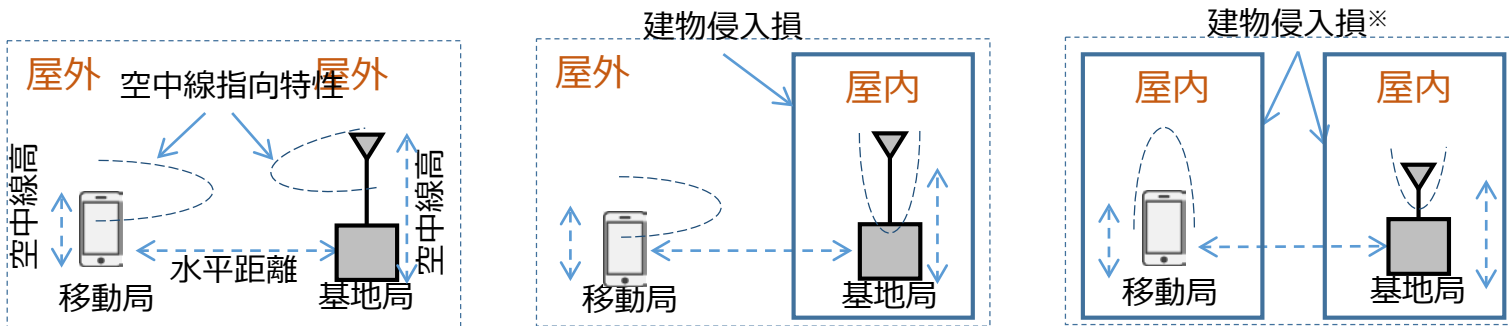 屋外
空中線指向特性
屋外
空中線高
空中線高
水平距離
移動局
基地局
建物侵入損
屋外
屋内
移動局
基地局
建物侵入損※
屋内
屋内
移動局
基地局